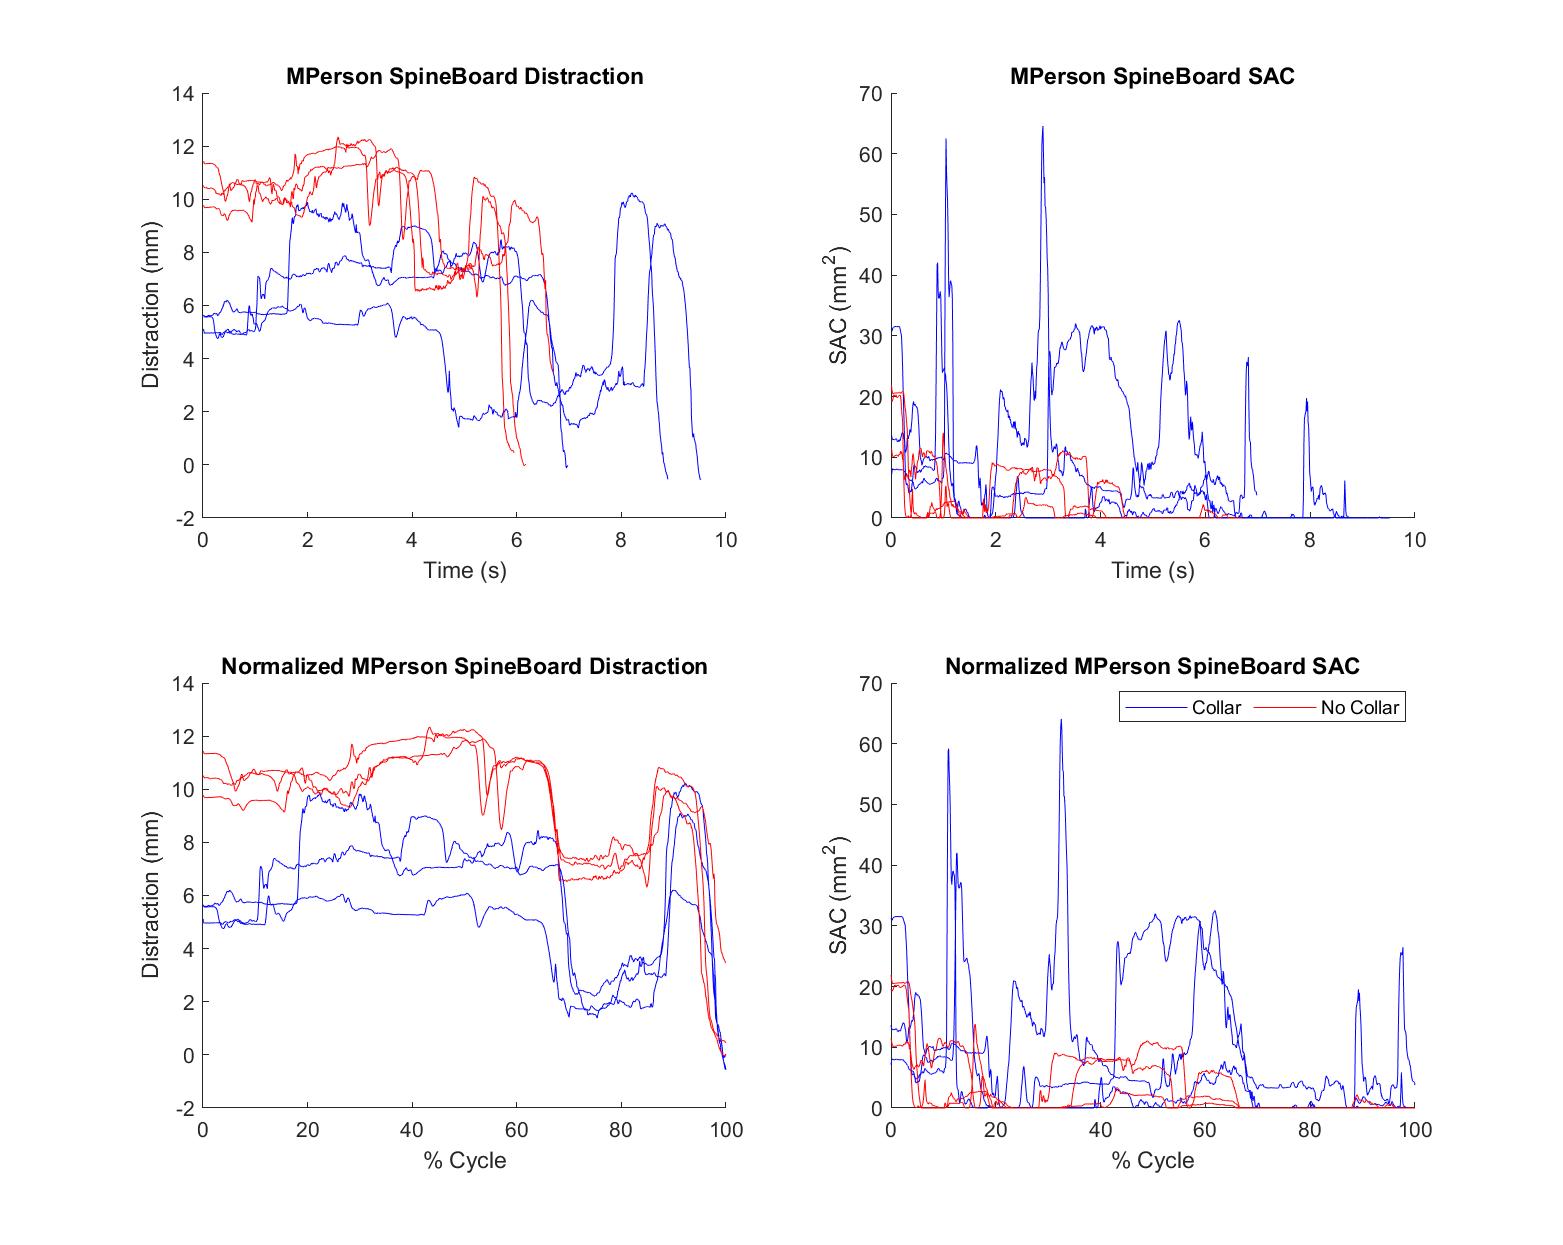 MPerson SpineBoard Distraction
14
12
10
8
6
4
2
0
-2
Distraction (mm)
0 2 4 6 8 10
Time (s)
MPerson SpineBoard SAC
70
60
50
40
30
20
10
0
SAC (mm²)
0 2 4 6 8 10
Time (s)
Normalized MPerson SpineBoard Distraction
14
12
10
8
6
4
2
0
-2
Distraction (mm)
0 20 40 60 80 100
% Cycle
Normalized MPerson SpineBoard SAC
Collar No Collar
70
60
50
40
30
20
10
0
SAC (mm²)
0 20 40 60 80 100
% Cycle